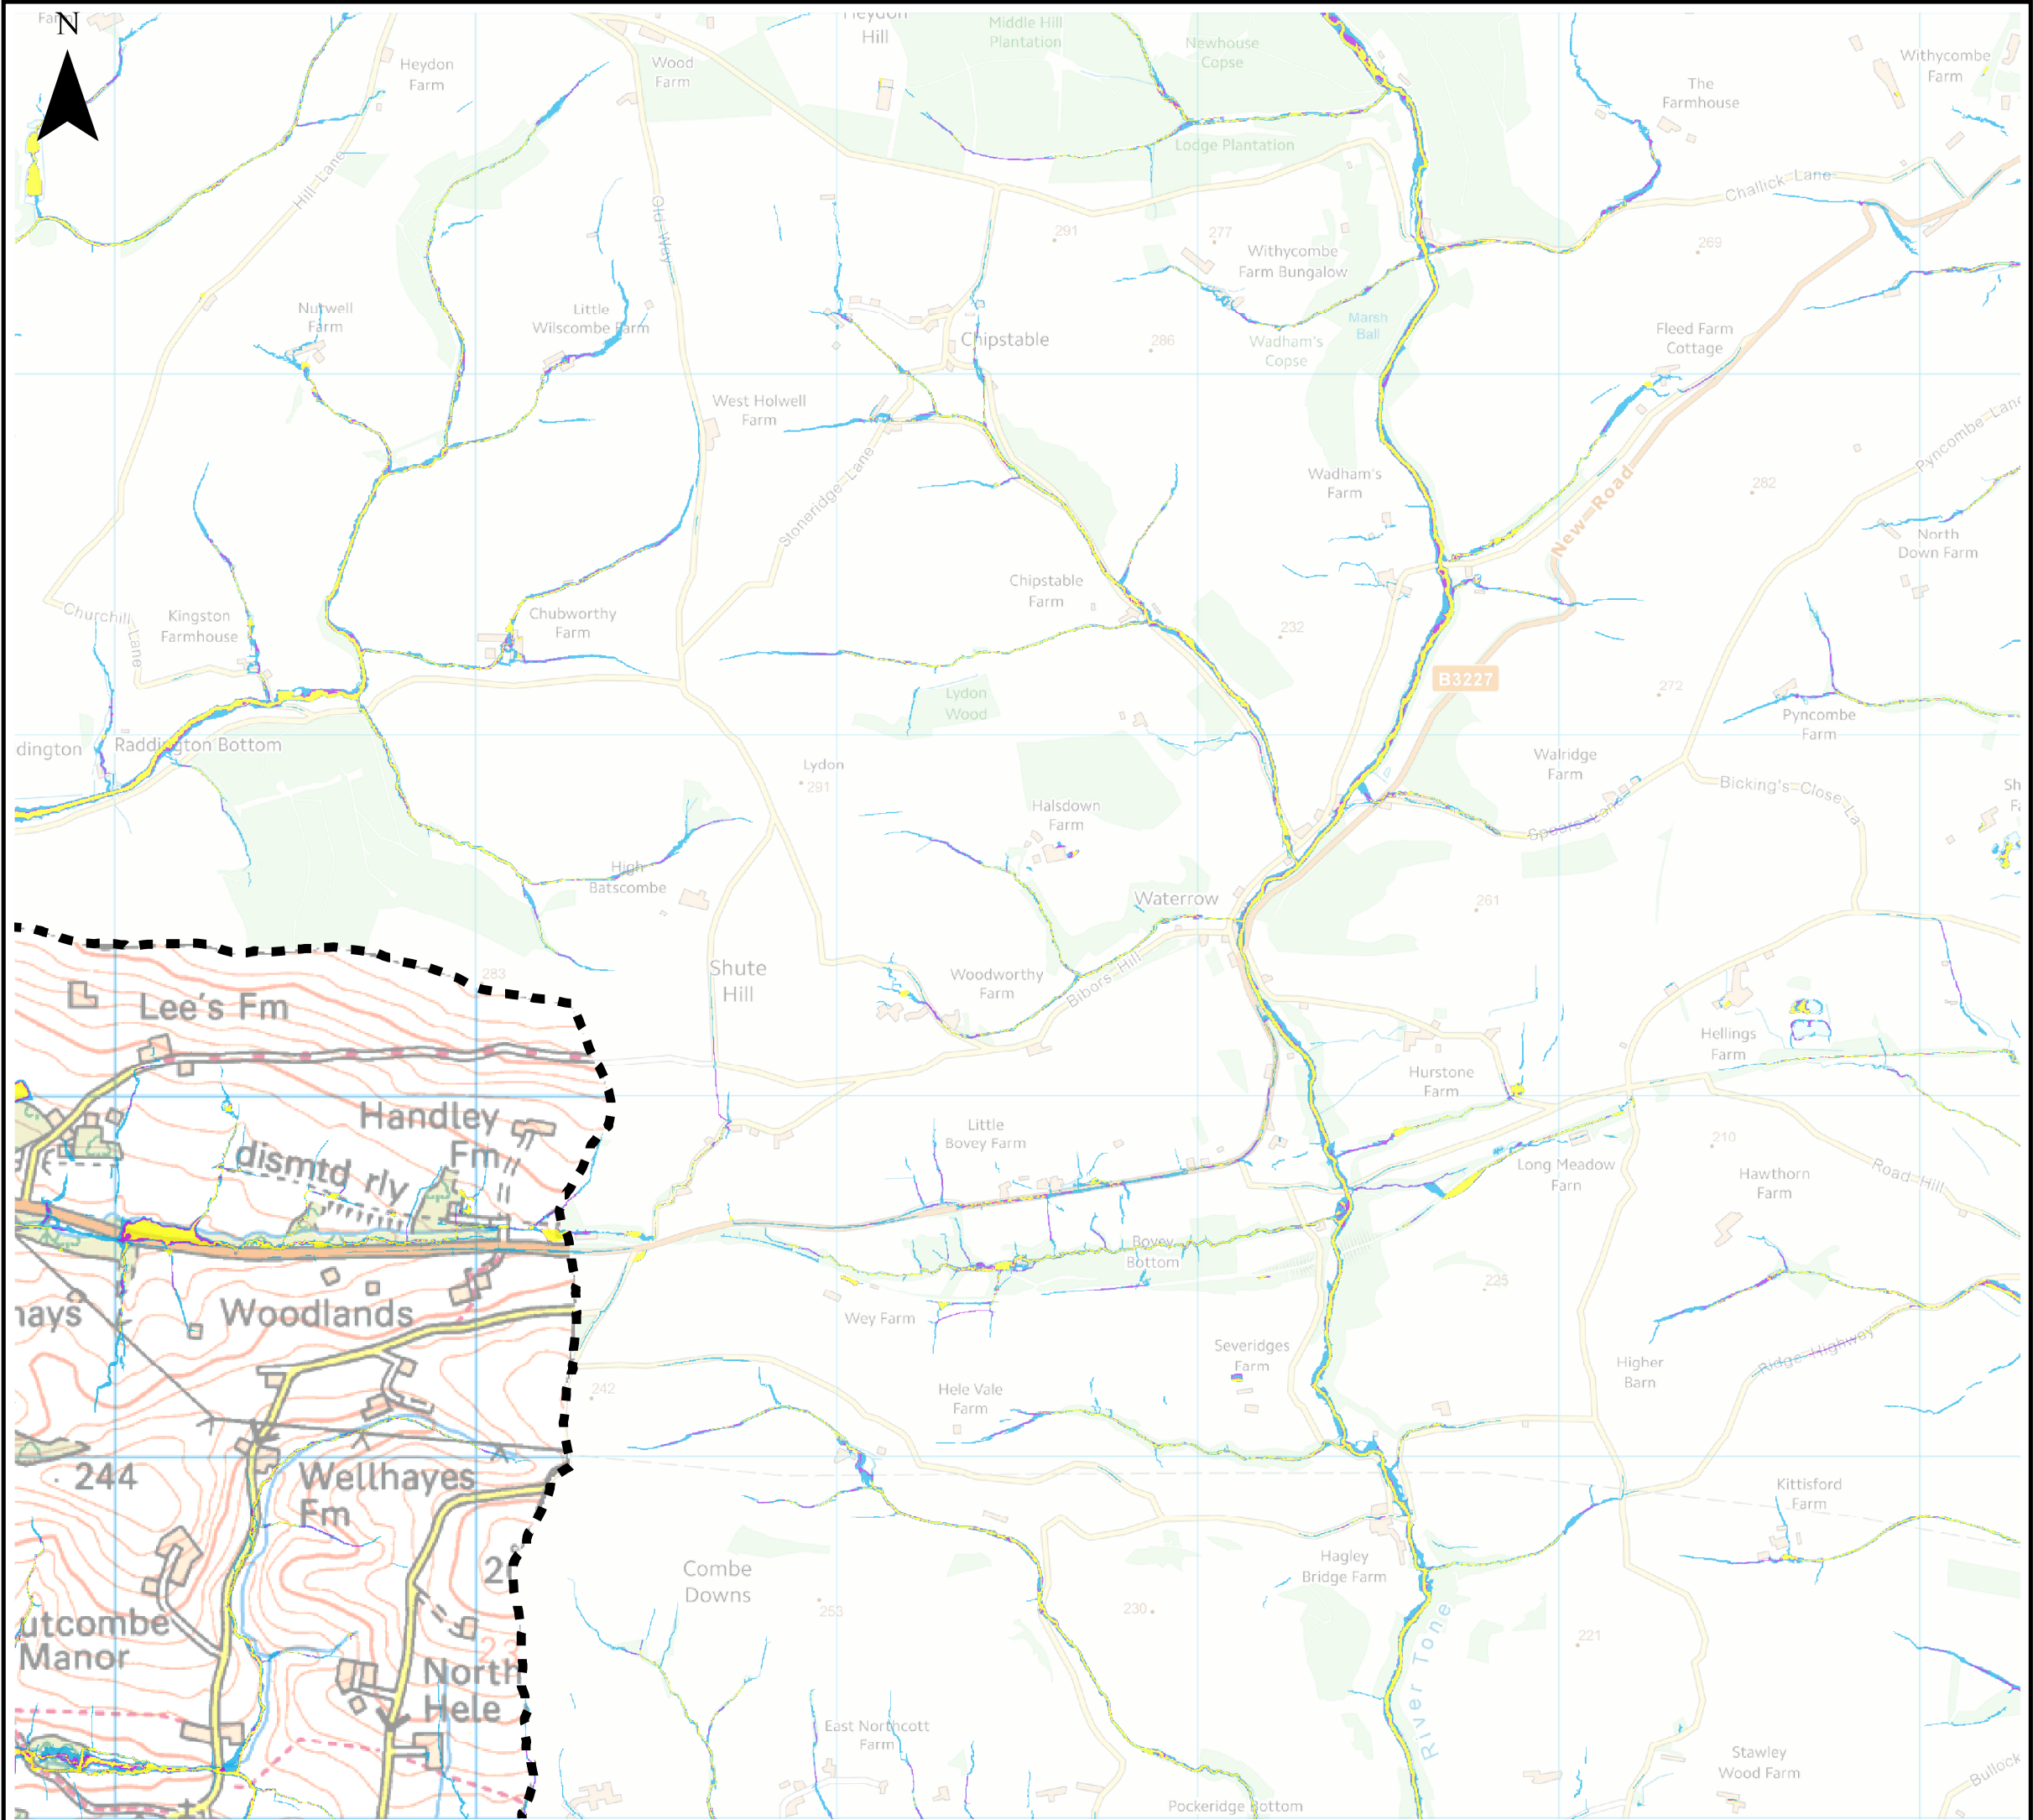 N
Heydon
Farm
Wood
Farm
Heydon
Hill
Middle Hill
Plantation
Newhouse
Copse
Withycombe
Farm
The
Farmhouse
Lodge Plantation
Hill Lane
Old Way
Challick Lane
291
277
269
Withycombe
Farm Bungalow
Nutwell
Farm
Little
Wilscombe Farm
Chipstable
286
Marsh
Ball
Wadham's
Copse
Fleed Farm
Cottage
West Holwell
Farm
Stoneridge Lane
Wadham's
Farm
New Road
282
Pyncombe Lane
North
Down Farm
Churchill Lane
Kingston
Farmhouse
Chubworthy
Farm
Chipstable
Farm
232
B3227
272
Lydon
Wood
Pyncombe
Farm
dington
Raddington Bottom
Lydon
291
Walridge
Farm
Bicking's Close La
Halsdown
Farm
Spears Lane
High
Batscombe
Waterrow
261
283
Shute
Hill
Woodworthy
Farm
Bibors Hill
Lee's Fm
Hellings
Farm
Hurstone
Farm
Handley
Fm
dismtd rly
Little
Bovey Farm
210
Long Meadow
Farn
Hawthorn
Farm
Road Hill
Bovey
Bottom
225
Woodlands
Wey Farm
Severidges
Farm
Higher
Barn
Ridge Highway
242
Hele Vale
Farm
244
Wellhayes
Fm
Kittisford
Farm
Combe
Downs
253
230
Hagley
Bridge Farm
221
River Tone
utcombe
Manor
North
Hele
East Northcott
Farm
Stawley
Wood Farm
Pockeridge Bottom
Bullock